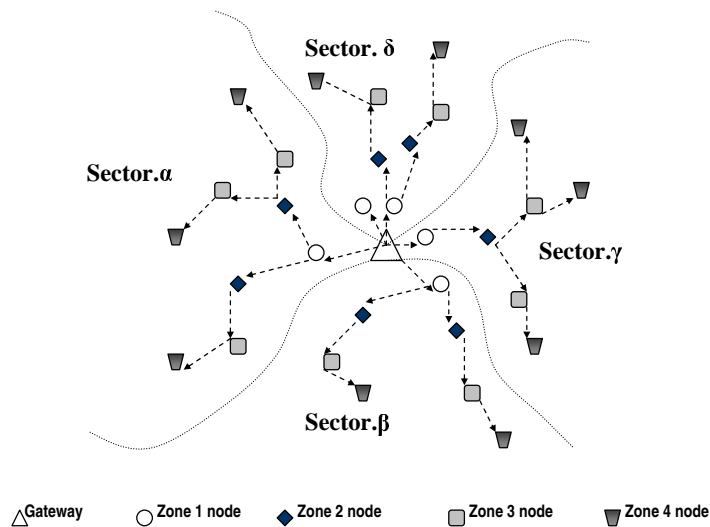 Sector. δ
Sector.α
Sector.γ
Sector.β
Gateway
Zone 1 node
Zone 2 node
Zone 3 node
Zone 4 node